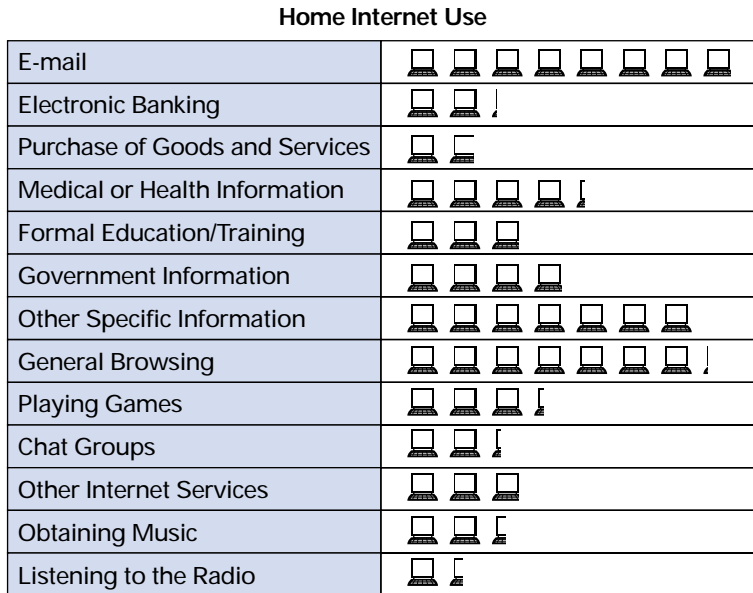 Home Internet Use
E-mail
Electronic Banking
Purchase of Goods and Services
Medical or Health Information
Formal Education/Training
Government Information
Other Specific Information
General Browsing
Playing Games
Chat Groups
Other Internet Services
Obtaining Music
Listening to the Radio